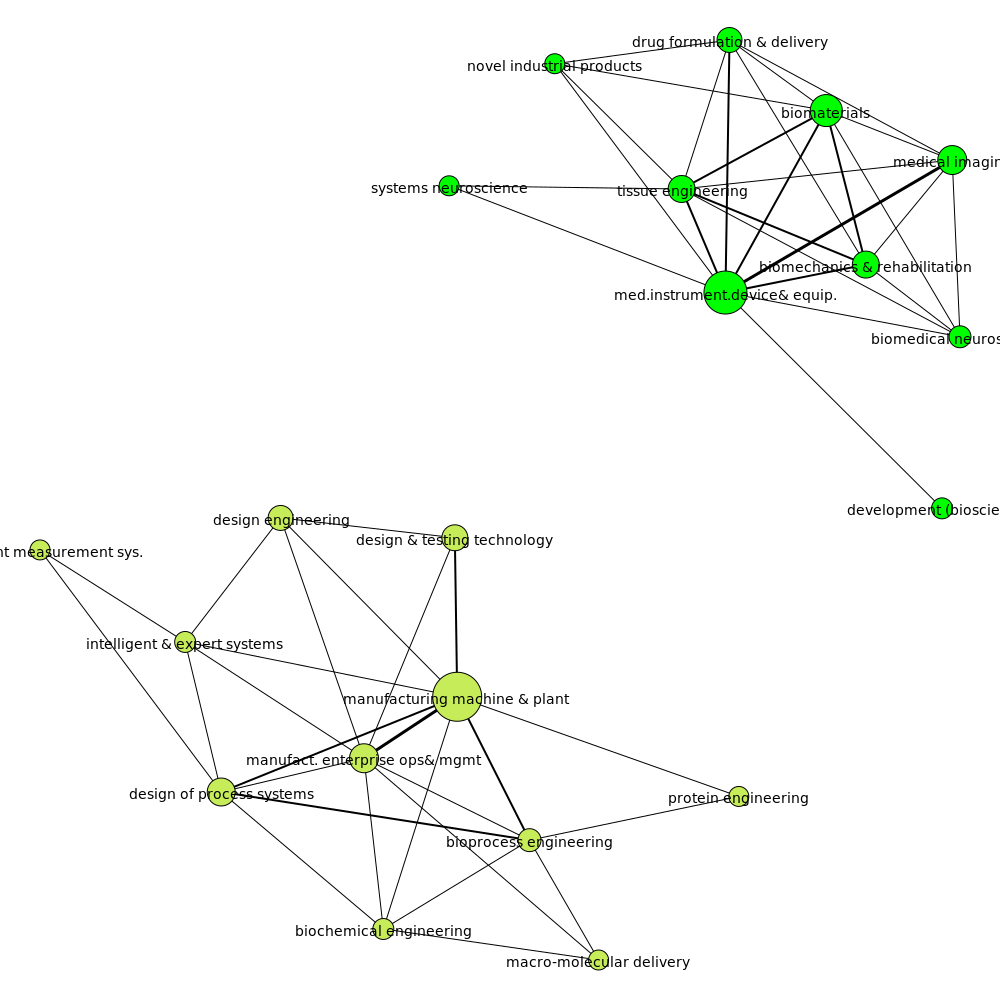 drug formulation & delivery
novel industrial products
biomaterials
medical imagin
systems neuroscience
tissue engineering
biomechanics & rehabilitation
med.instrument.device& equip.
biomedical neuros
development (bioscie
design engineering
design & testing technology
nt measurement sys.
intelligent & expert systems
manufacturing machine & plant
manufact. enterprise ops& mgmt
design of process systems
protein engineering
bioprocess engineering
biochemical engineering
macro-molecular delivery